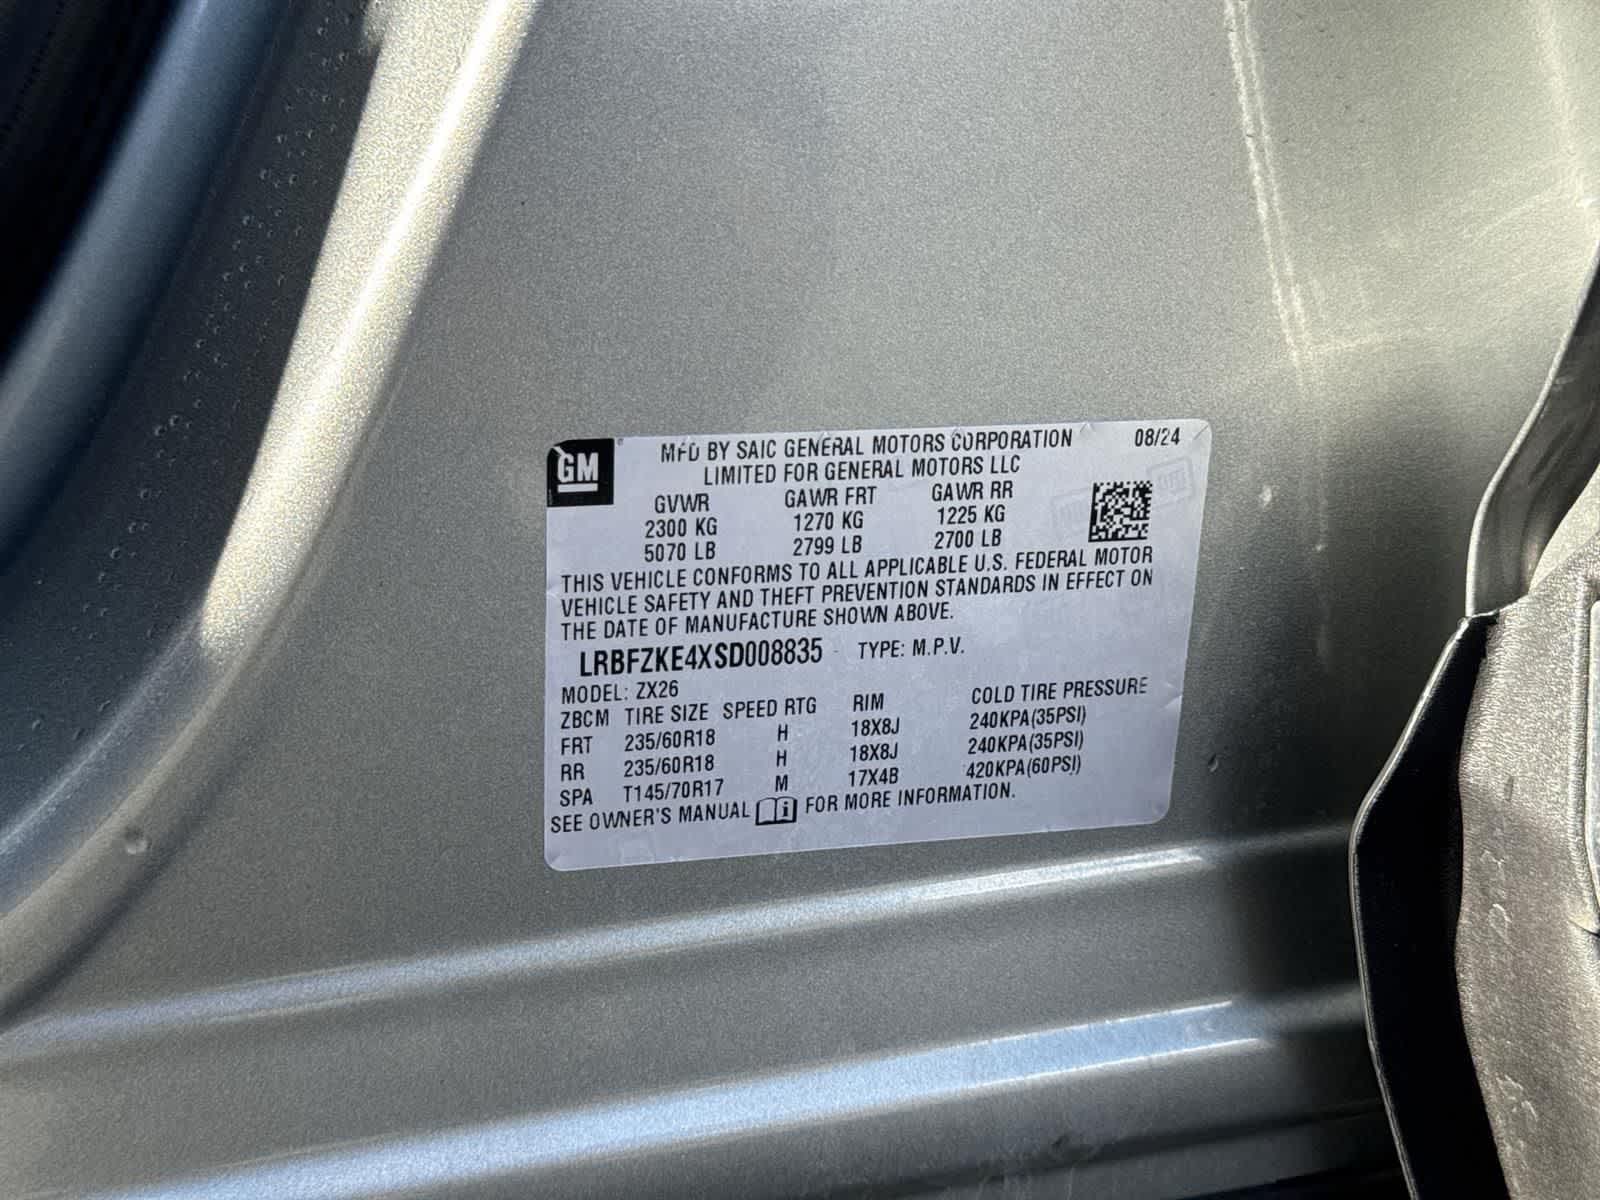 GM
MFD BY SAIC GENERAL MOTORS CORPORATION 08/24
LIMITED FOR GENERAL MOTORS LLC
GVWR GAWR FRT GAWR RR
2300 KG 1270 KG 1225 KG
5070 LB 2799 LB 2700 LB
THIS VEHICLE CONFORMS TO ALL APPLICABLE U.S. FEDERAL MOTOR
VEHICLE SAFETY AND THEFT PREVENTION STANDARDS IN EFFECT ON
THE DATE OF MANUFACTURE SHOWN ABOVE.
LRBFZKE4XSD008835 TYPE: M.P.V.
MODEL: ZX26
ZBCM TIRE SIZE SPEED RTG RIM COLD TIRE PRESSURE
FRT 235/60R18 H 18X8J 240KPA(35PSI)
RR 235/60R18 H 18X8J 240KPA(35PSI)
SPA T145/70R17 M 17X4B 420KPA(60PSI)
SEE OWNER'S MANUAL i FOR MORE INFORMATION.